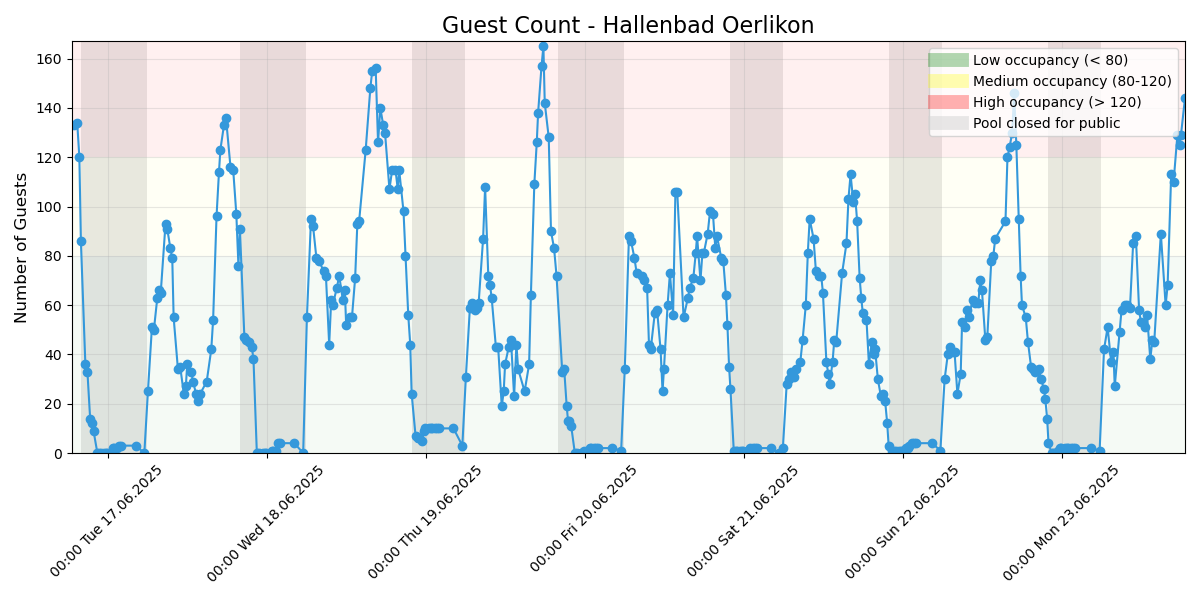 Guest Count - Hallenbad Oerlikon
Number of Guests
160
140
120
100
80
60
40
20
0
Low occupancy (< 80)
Medium occupancy (80-120)
High occupancy (> 120)
Pool closed for public
00:00 Tue 17.06.2025
00:00 Wed 18.06.2025
00:00 Thu 19.06.2025
00:00 Fri 20.06.2025
00:00 Sat 21.06.2025
00:00 Sun 22.06.2025
00:00 Mon 23.06.2025